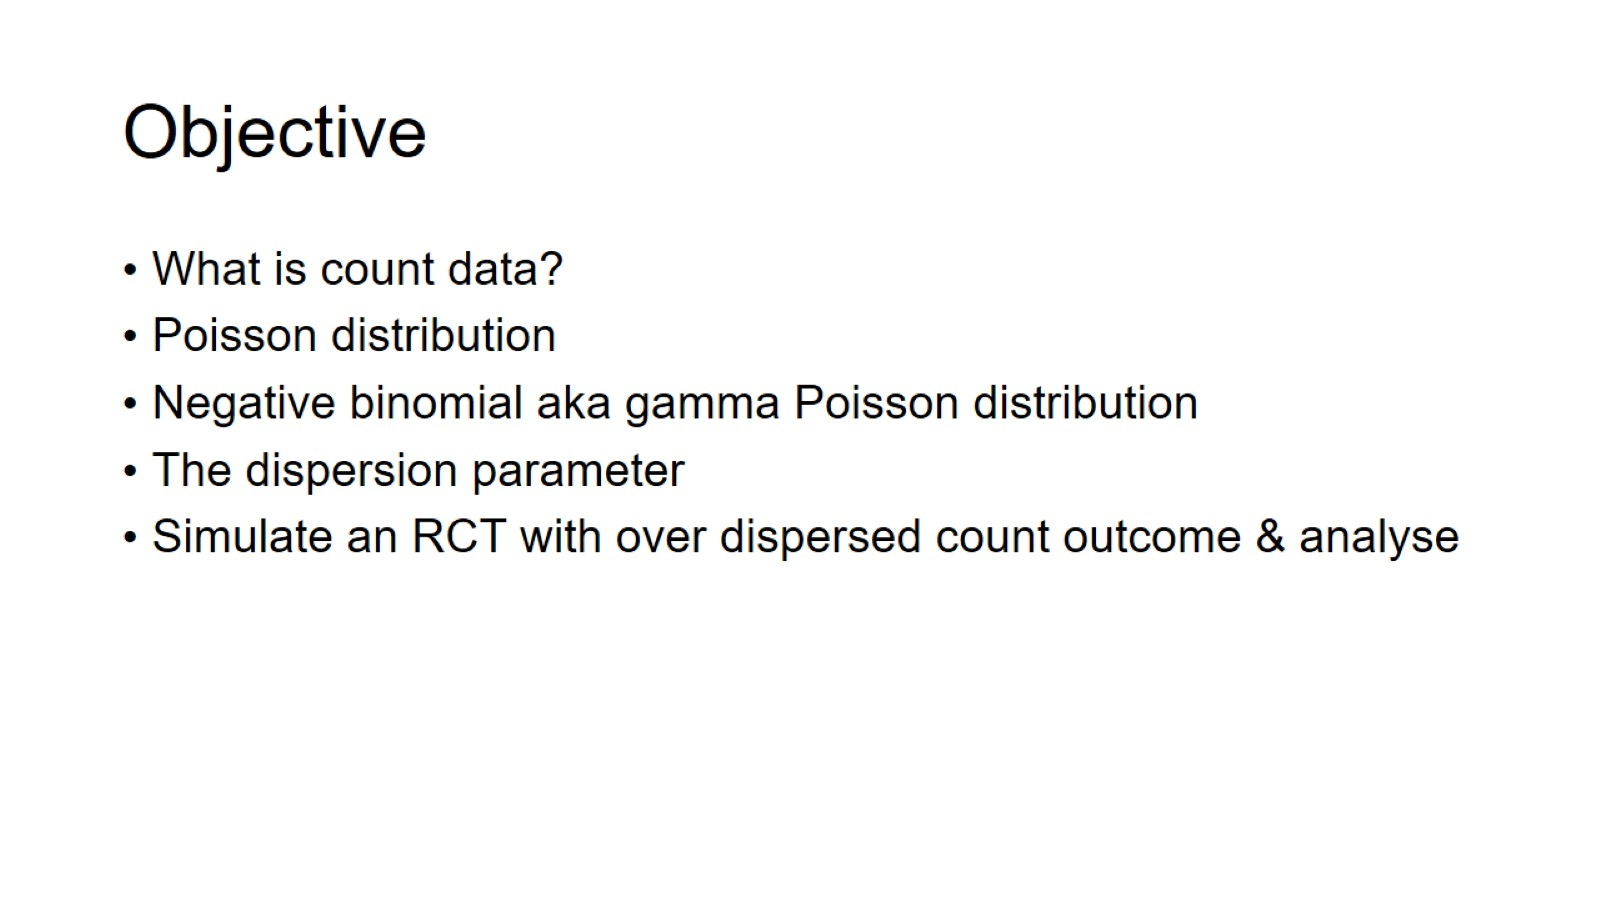 Objective
• What is count data?
• Poisson distribution
• Negative binomial aka gamma Poisson distribution
• The dispersion parameter
• Simulate an RCT with over dispersed count outcome & analyse